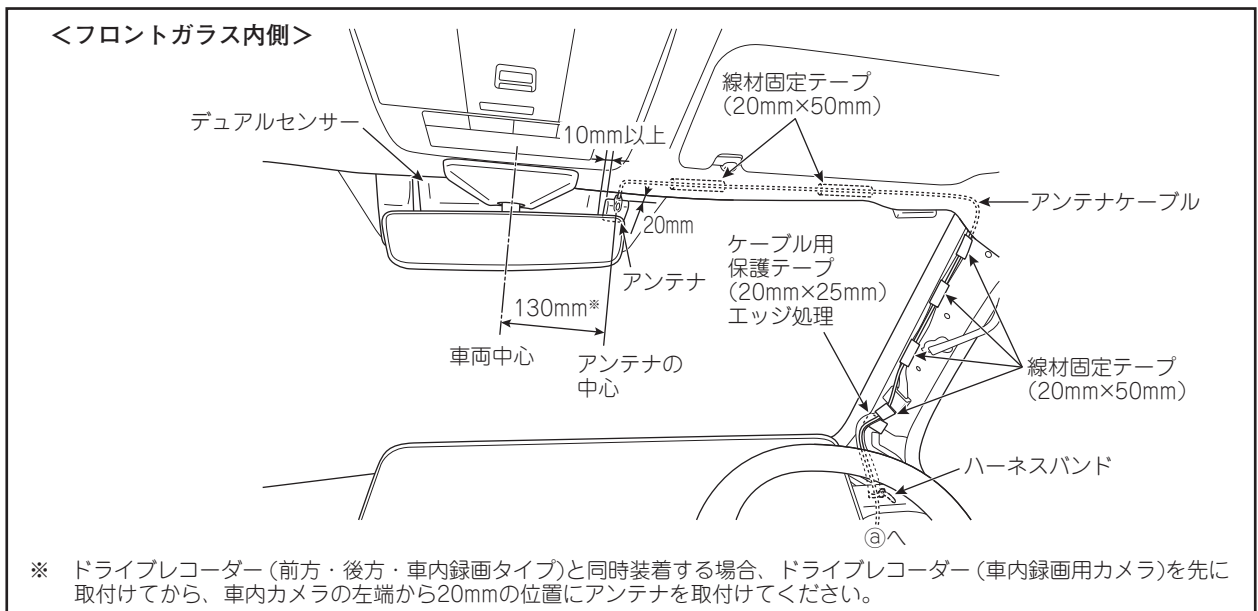 ＜フロントガラス内側＞
線材固定テープ
(20mm×50mm)
デュアルセンサー
10mm以上
アンテナケーブル
20mm
ケーブル用
保護テープ
(20mm×25mm)
エッジ処理
アンテナ
130mm※
車両中心
アンテナの
中心
線材固定テープ
(20mm×50mm)
ハーネスバンド
ⓐへ
※ ドライブレコーダー (前方・後方・車内録画タイプ)と同時装着する場合、ドライブレコーダー (車内録画用カメラ)を先に
取付けてから、車内カメラの左端から20mmの位置にアンテナを取付けてください。